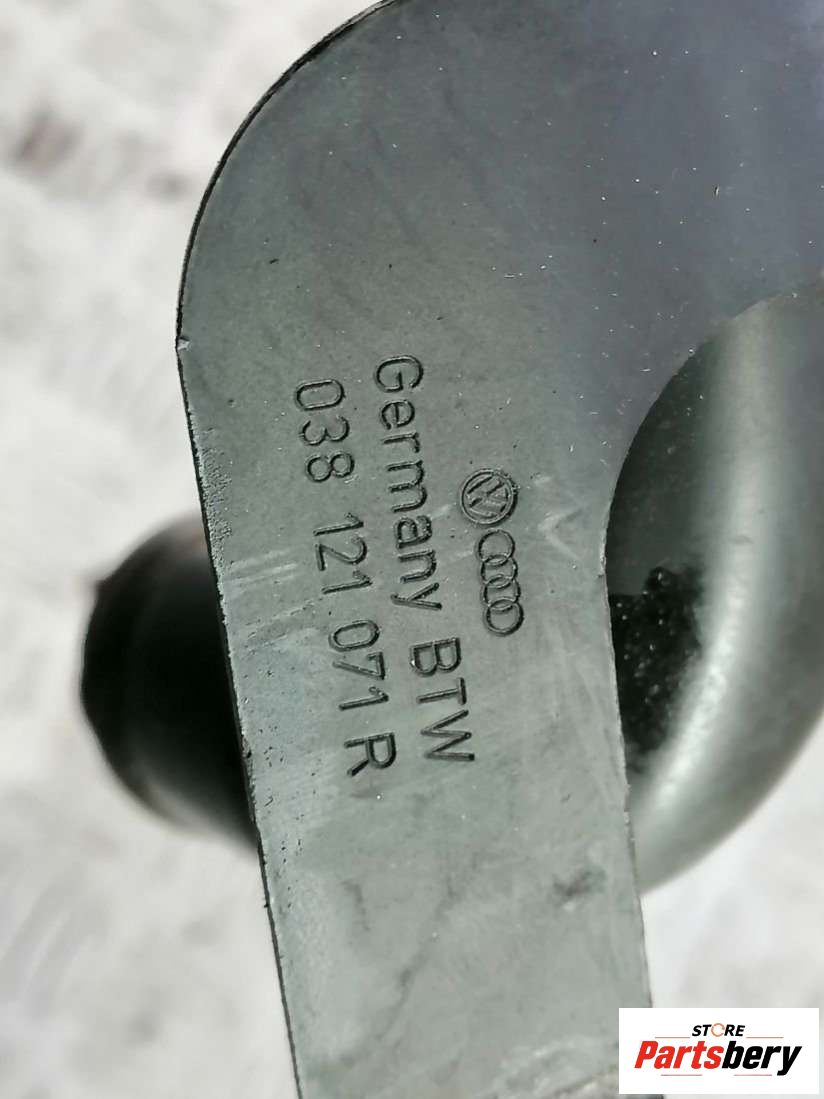 Germany BTW
038 121 071 R
STORE
Partsbery